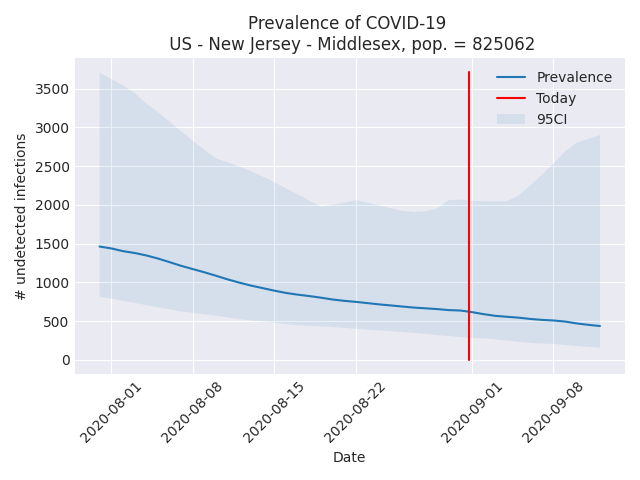 Prevalence of COVID-19
US - New Jersey - Middlesex, pop. = 825062
Prevalence
Today
95CI
# undetected infections
3500
3000
2500
2000
1500
1000
500
0
2020-08-01
2020-08-08
2020-08-15
2020-08-22
2020-09-01
2020-09-08
Date